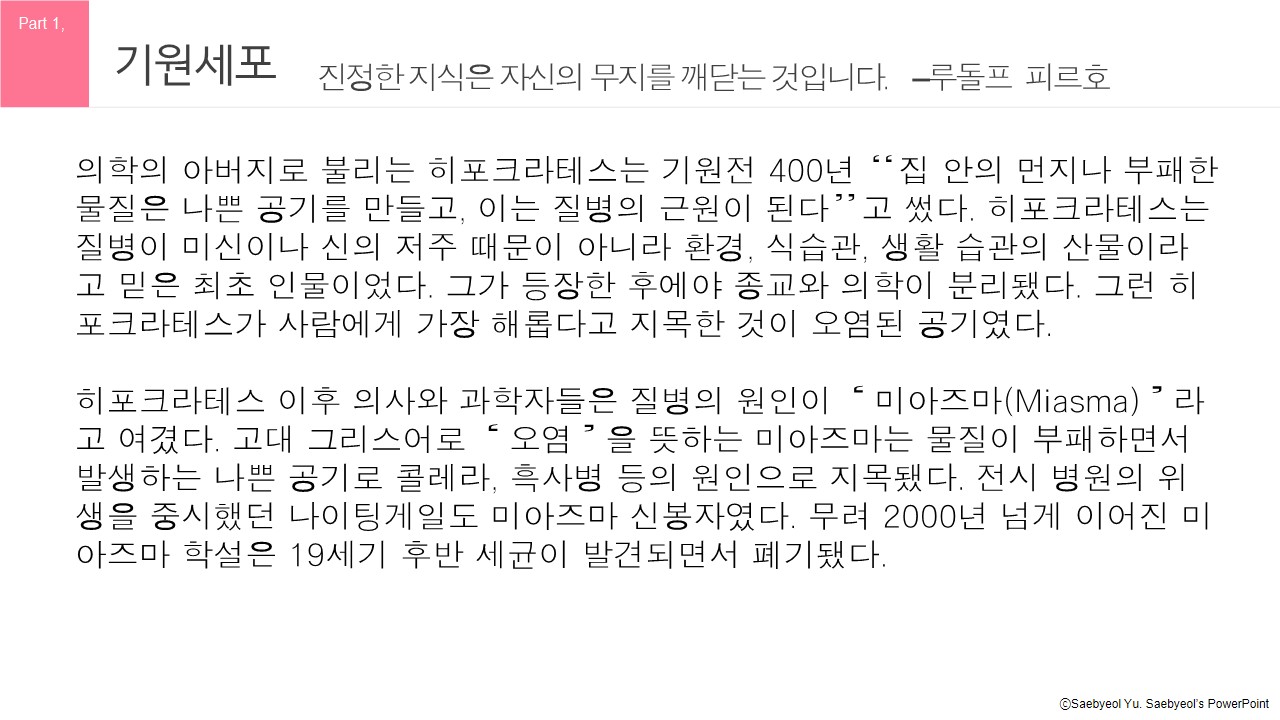 Part 1,
기원세포
진정한 지식은 자신의 무지를 깨닫는 것입니다. –루돌프 피르호
의학의 아버지로 불리는 히포크라테스는 기원전 400년 “집 안의 먼지나 부패한
물질은 나쁜 공기를 만들고, 이는 질병의 근원이 된다”고 썼다. 히포크라테스는
질병이 미신이나 신의 저주 때문이 아니라 환경, 식습관, 생활 습관의 산물이라
고 믿은 최초 인물이었다. 그가 등장한 후에야 종교와 의학이 분리됐다. 그런 히
포크라테스가 사람에게 가장 해롭다고 지목한 것이 오염된 공기였다.
히포크라테스 이후 의사와 과학자들은 질병의 원인이 ‘미아즈마(Miasma)’라
고 여겼다. 고대 그리스어로 ‘오염’을 뜻하는 미아즈마는 물질이 부패하면서
발생하는 나쁜 공기로 콜레라, 흑사병 등의 원인으로 지목됐다. 전시 병원의 위
생을 중시했던 나이팅게일도 미아즈마 신봉자였다. 무려 2000년 넘게 이어진 미
아즈마 학설은 19세기 후반 세균이 발견되면서 폐기됐다.
ⓒSaebyeol Yu. Saebyeol's PowerPoint